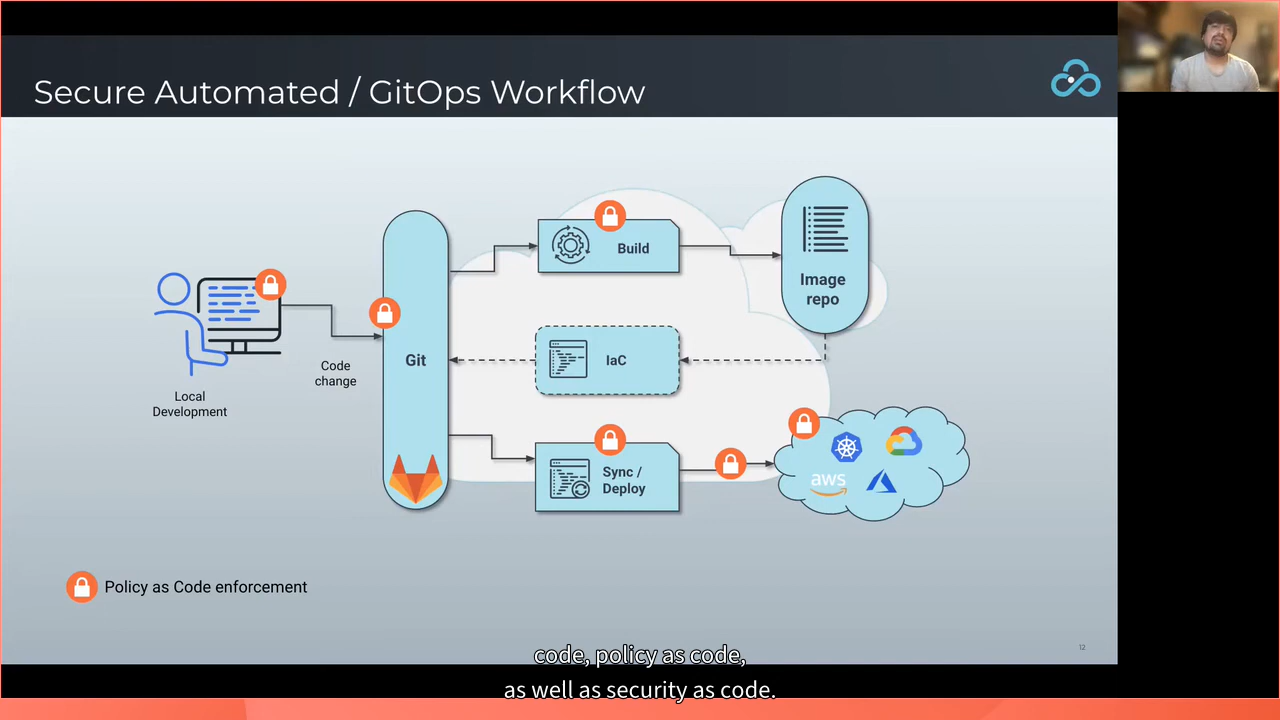 Secure Automated / GitOps Workflow
Build
Image
repo
Git
IaC
Code
change
Local
Development
Sync /
Deploy
aws
Policy as Code enforcement
12
code, policy as code,
as well as security as code.